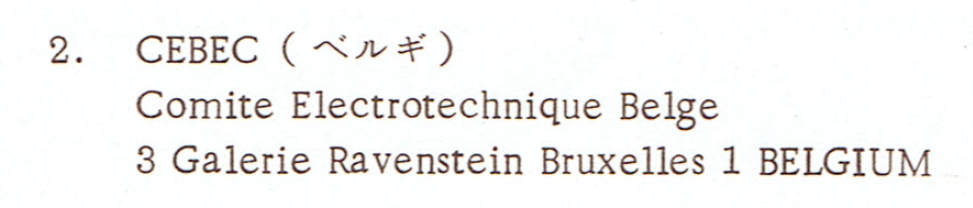 2. CEBEC (ベルギ)
Comite Electrotechnique Belge
3 Galerie Ravenstein Bruxelles 1 BELGIUM